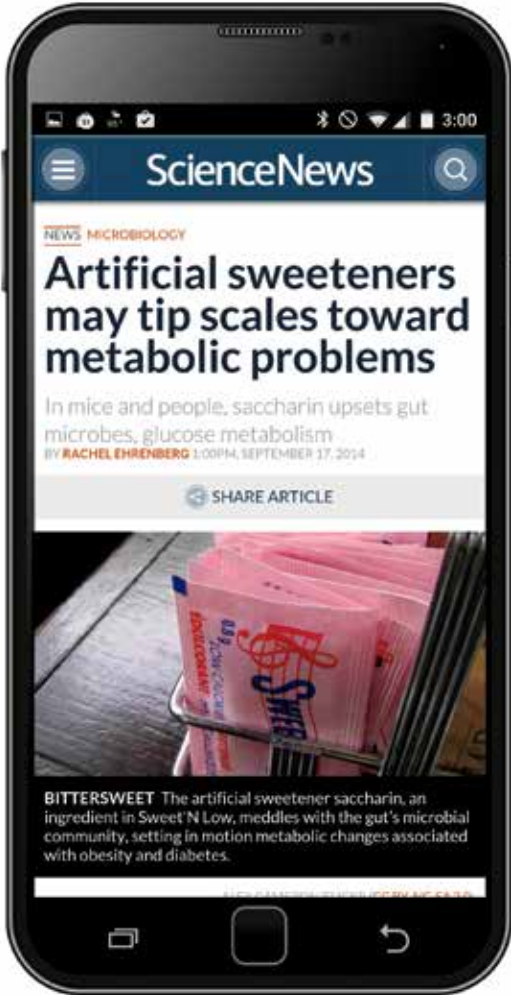 3:00
ScienceNews
NEWS MICROBIOLOGY
Artificial sweeteners
may tip scales toward
metabolic problems
In mice and people, saccharin upsets gut
microbes, glucose metabolism
BY RACHEL EHRENBERG 1:00PM, SEPTEMBER 17, 2014
SHARE ARTICLE
0.8g
BITTERSWEET The artificial sweetener saccharin, an
ingredient in Sweet'N Low, meddles with the gut's microbial
community, setting in motion metabolic changes associated
with obesity and diabetes.